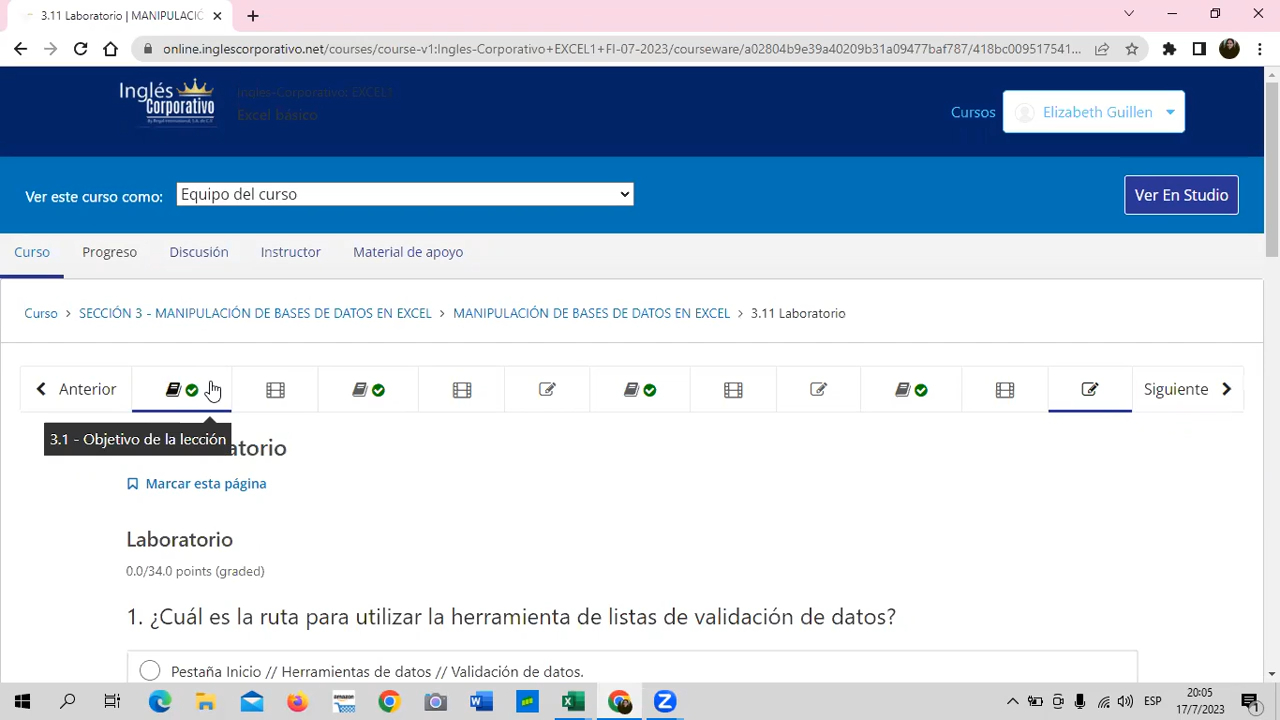 3.11 Laboratorio | MANIPULACIÓ
online.inglescorporativo.net/courses/course-v1:Ingles-Corporativo+EXCEL1+FI-07-2023/courseware/a02804b9e39a40209b31a09477baf787/418bc009517541...
Inglés
Corporativo
Ingles-Corporativo: EXCEL1
Excel básico
Cursos
Elizabeth Guillen
Ver este curso como:
Equipo del curso
Ver En Studio
Curso
Progreso
Discusión
Instructor
Material de apoyo
Curso > SECCIÓN 3 - MANIPULACIÓN DE BASES DE DATOS EN EXCEL > MANIPULACIÓN DE BASES DE DATOS EN EXCEL > 3.11 Laboratorio
Anterior
Siguiente
3.1 - Objetivo de la lección
atorio
Marcar esta página
Laboratorio
0.0/34.0 points (graded)
1. ¿Cuál es la ruta para utilizar la herramienta de listas de validación de datos?
Pestaña Inicio // Herramientas de datos // Validación de datos.
ESP
20:05
17/7/2023